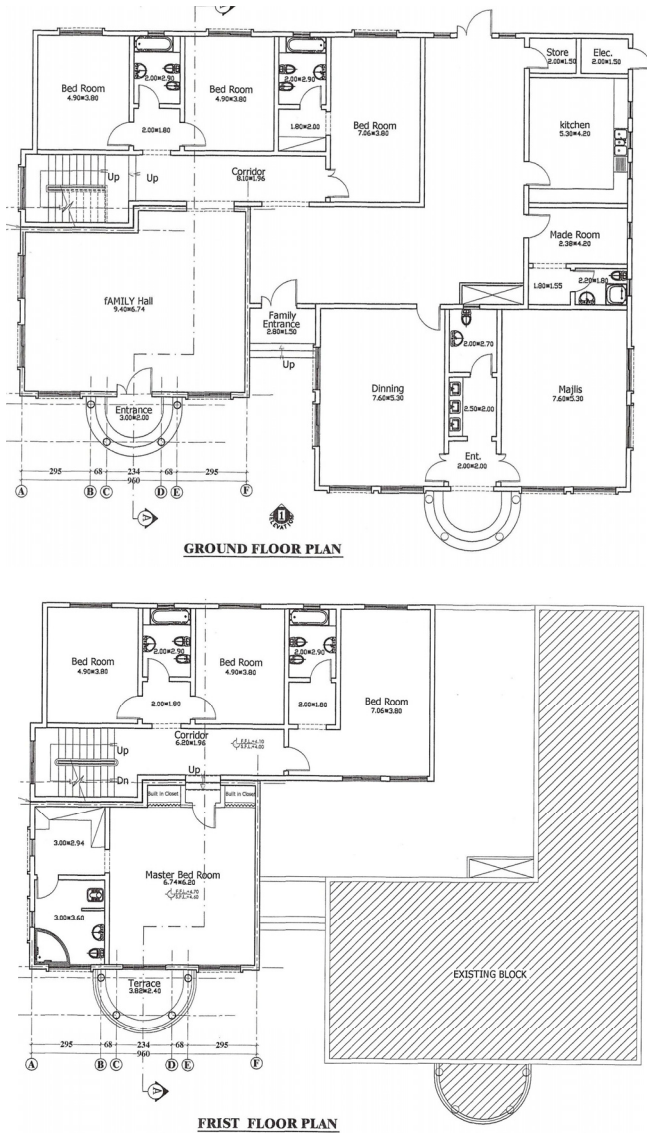 A
Store
2.00*1.50
Elec.
2.00*1.50
Bed Room
4.90*3.80
2.00*2.90
Bed Room
4.90*3.80
2.00*2.90
Bed Room
7.06*3.80
kitchen
5.30*4.20
2.00*1.80
1.80*2.00
Up
Up
Corridor
8.10*1.96
Made Room
2.38*4.20
1.80*1.55
2.20*1.80
fAMILY Hall
9.40*6.74
Family
Entrance
2.80*1.50
Up
2.00*2.70
Dinning
7.60*5.30
Majlis
7.60*5.30
2.50*2.00
Entrance
3.00*2.00
Ent.
2.00*2.00
295
68
234
68
295
960
A
B
C
D
E
F
A
1
ELEVATION
GROUND FLOOR PLAN
Bed Room
4.90*3.80
2.00*2.90
Bed Room
4.90*3.80
2.00*2.90
Bed Room
7.06*3.80
2.00*1.80
2.00*1.80
Corridor
6.20*1.96
Up
Dn
Up
Built in Closet
Built in Closet
3.00*2.94
Master Bed Room
6.74*6.20
3.00*3.60
EXISTING BLOCK
Terrace
3.82*2.40
295
68
234
68
295
960
A
B
C
D
E
F
A
FRIST FLOOR PLAN